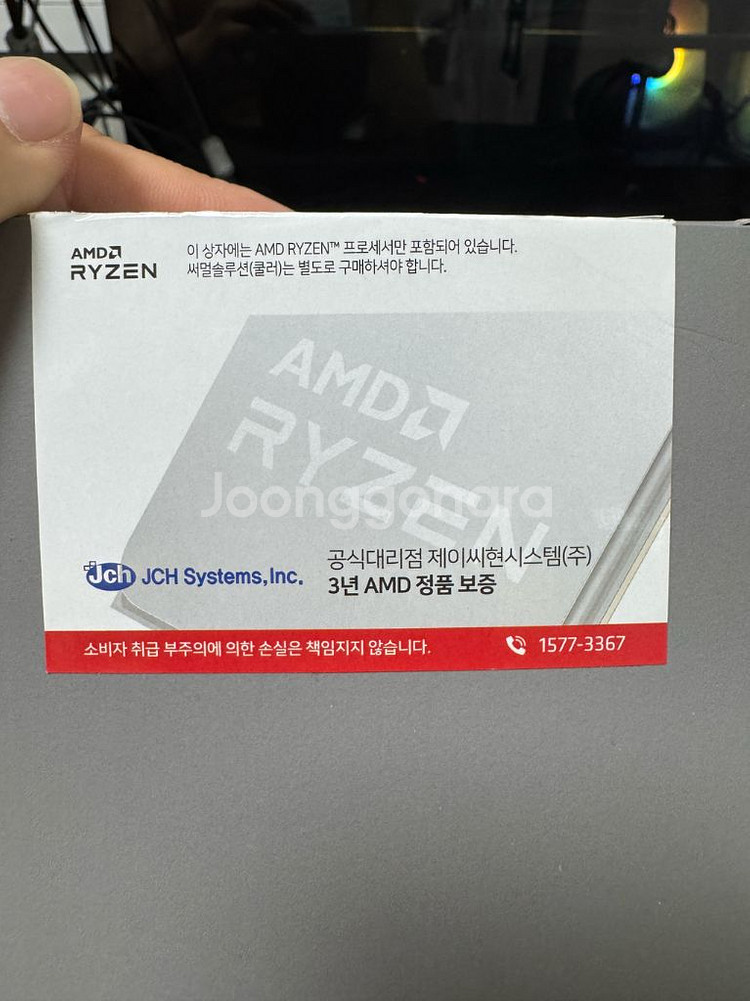 AMD
RYZEN
이 상자에는 AMD RYZEN™ 프로세서만 포함되어 있습니다.
써멀솔루션(쿨러)는 별도로 구매하셔야 합니다.
AMD
RYZEN
Joonggonara
Jch JCH Systems, Inc.
공식대리점 제이씨현시스템(주)
3년 AMD 정품 보증
소비자 취급 부주의에 의한 손실은 책임지지 않습니다.
1577-3367